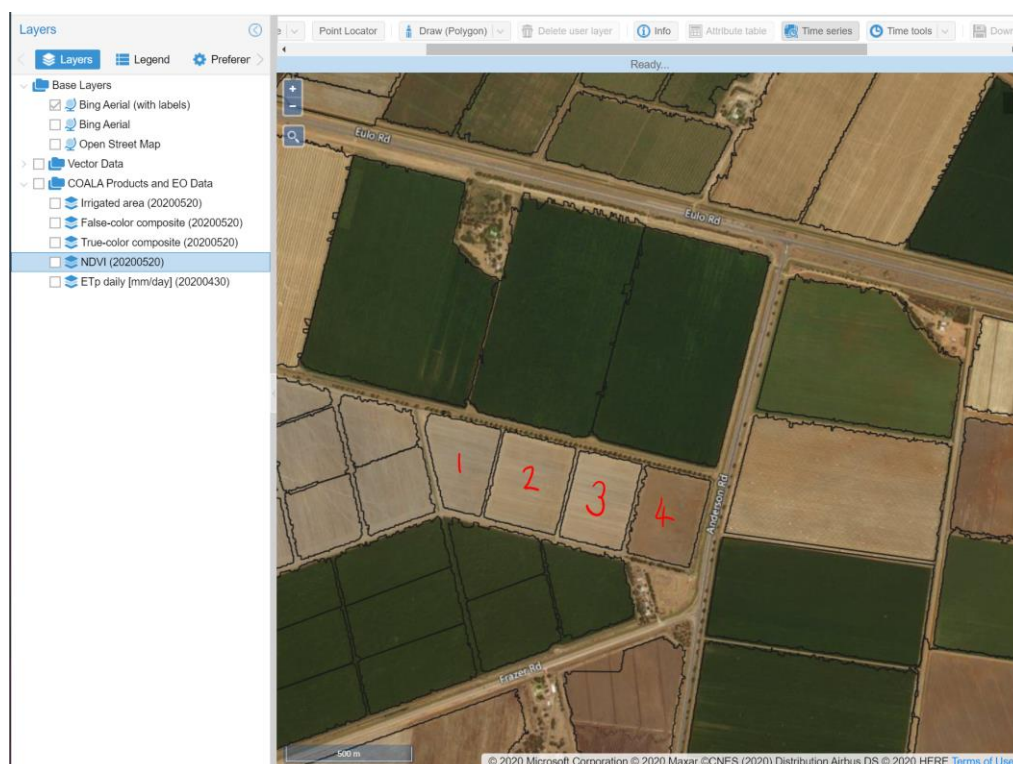 Layers
e
Point Locator
Draw (Polygon)
Delete user layer
Info
Attribute table
Time series
Time tools
Down
Layers
Legend
Preferer
Ready...
Base Layers
Bing Aerial (with labels)
Bing Aerial
Open Street Map
Vector Data
COALA Products and EO Data
Irrigated area (20200520)
False-color composite (20200520)
True-color composite (20200520)
NDVI (20200520)
ETp daily [mm/day] (20200430)
+
−
Eulo Rd
Eulo Rd
1
2
3
4
Anderson Rd
Frazer Rd
500 m
© 2020 Microsoft Corporation © 2020 Maxar ©CNES (2020) Distribution Airbus DS © 2020 HERE Terms of Use